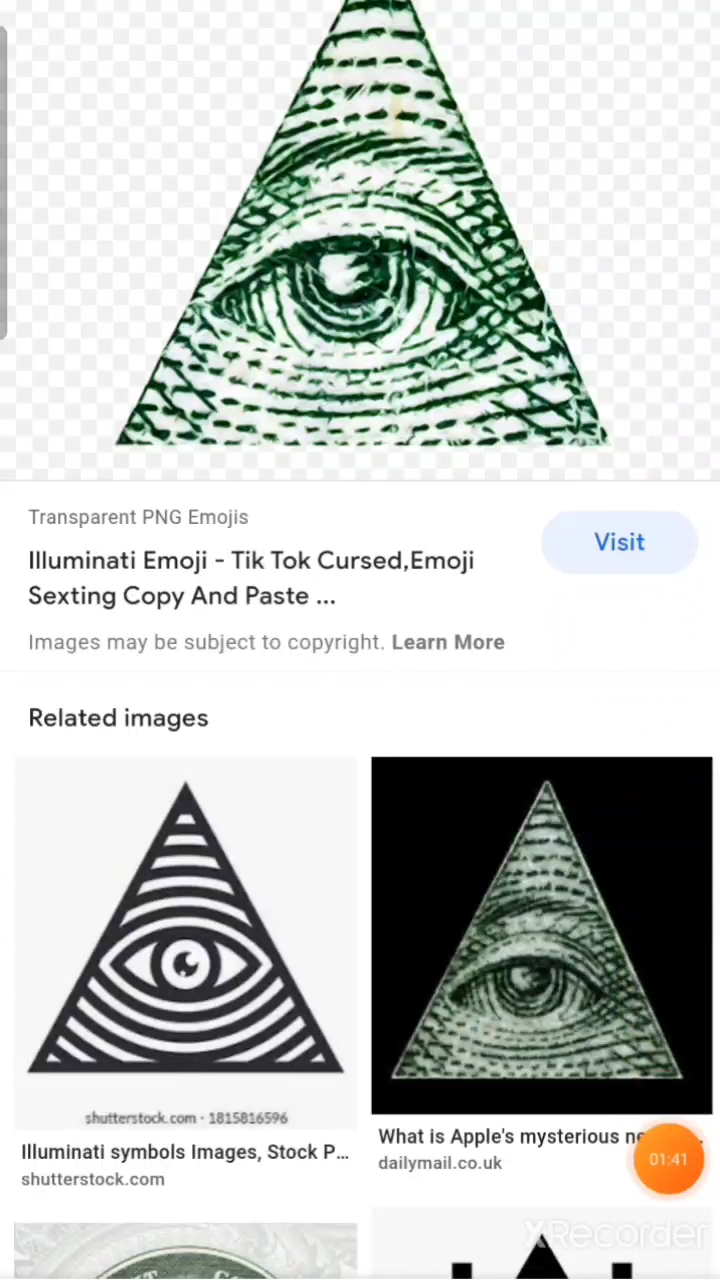 Transparent PNG Emojis
Visit
Illuminati Emoji - Tik Tok Cursed,Emoji
Sexting Copy And Paste ...
Images may be subject to copyright. Learn More
Related images
shutterstock.com · 1815816596
Illuminati symbols Images, Stock P...
shutterstock.com
What is Apple's mysterious
dailymail.co.uk
01:41
XRecorder